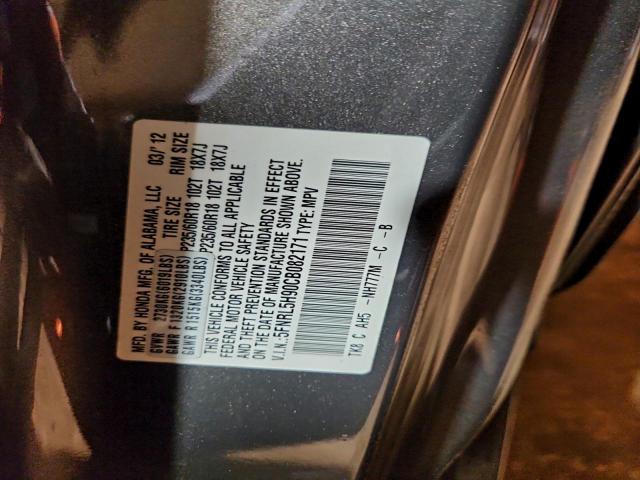 MFD. BY HONDA MFG. OF ALABAMA, LLC 03/'12
GVWR 2730KG(6019LBS) TIRE SIZE RIM SIZE
GAWR F 1320KG(2910LBS) P235/60R18 102T 18X7J
GAWR R 1515KG(3340LBS) P235/60R18 102T 18X7J
THIS VEHICLE CONFORMS TO ALL APPLICABLE
FEDERAL MOTOR VEHICLE SAFETY
AND THEFT PREVENTION STANDARDS IN EFFECT
ON THE DATE OF MANUFACTURE SHOWN ABOVE.
V.I.N.:5FNRL5H90CB082171 TYPE:MPV
TK8 C AH5 -NH777M -C -B